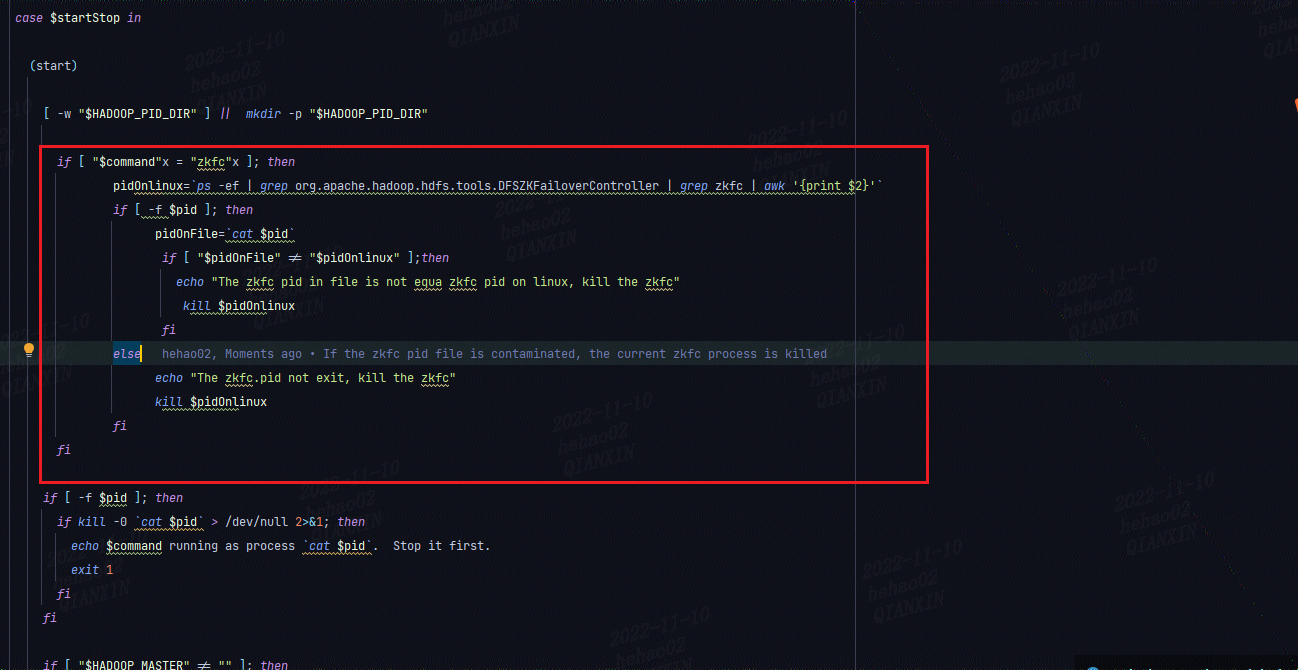 case $startStop in
(start)
[ -w "$HADOOP_PID_DIR" ] || mkdir -p "$HADOOP_PID_DIR"
if [ "$command"x = "zkfc"x ]; then
pidOnlinux=`ps -ef | grep org.apache.hadoop.hdfs.tools.DFSZKFailoverController | grep zkfc | awk '{print $2}'`
if [ -f $pid ]; then
pidOnFile=`cat $pid`
if [ "$pidOnFile" != "$pidOnlinux" ];then
echo "The zkfc pid in file is not equa zkfc pid on linux, kill the zkfc"
kill $pidOnlinux
fi
else hehao02, Moments ago • If the zkfc pid file is contaminated, the current zkfc process is killed
echo "The zkfc.pid not exit, kill the zkfc"
kill $pidOnlinux
fi
fi
if [ -f $pid ]; then
if kill -0 `cat $pid` > /dev/null 2>&1; then
echo $command running as process `cat $pid`.  Stop it first.
exit 1
fi
fi
if [ "$HADOOP_MASTER" != "" ]; then
2022-11-10
hehao02
QIANXIN